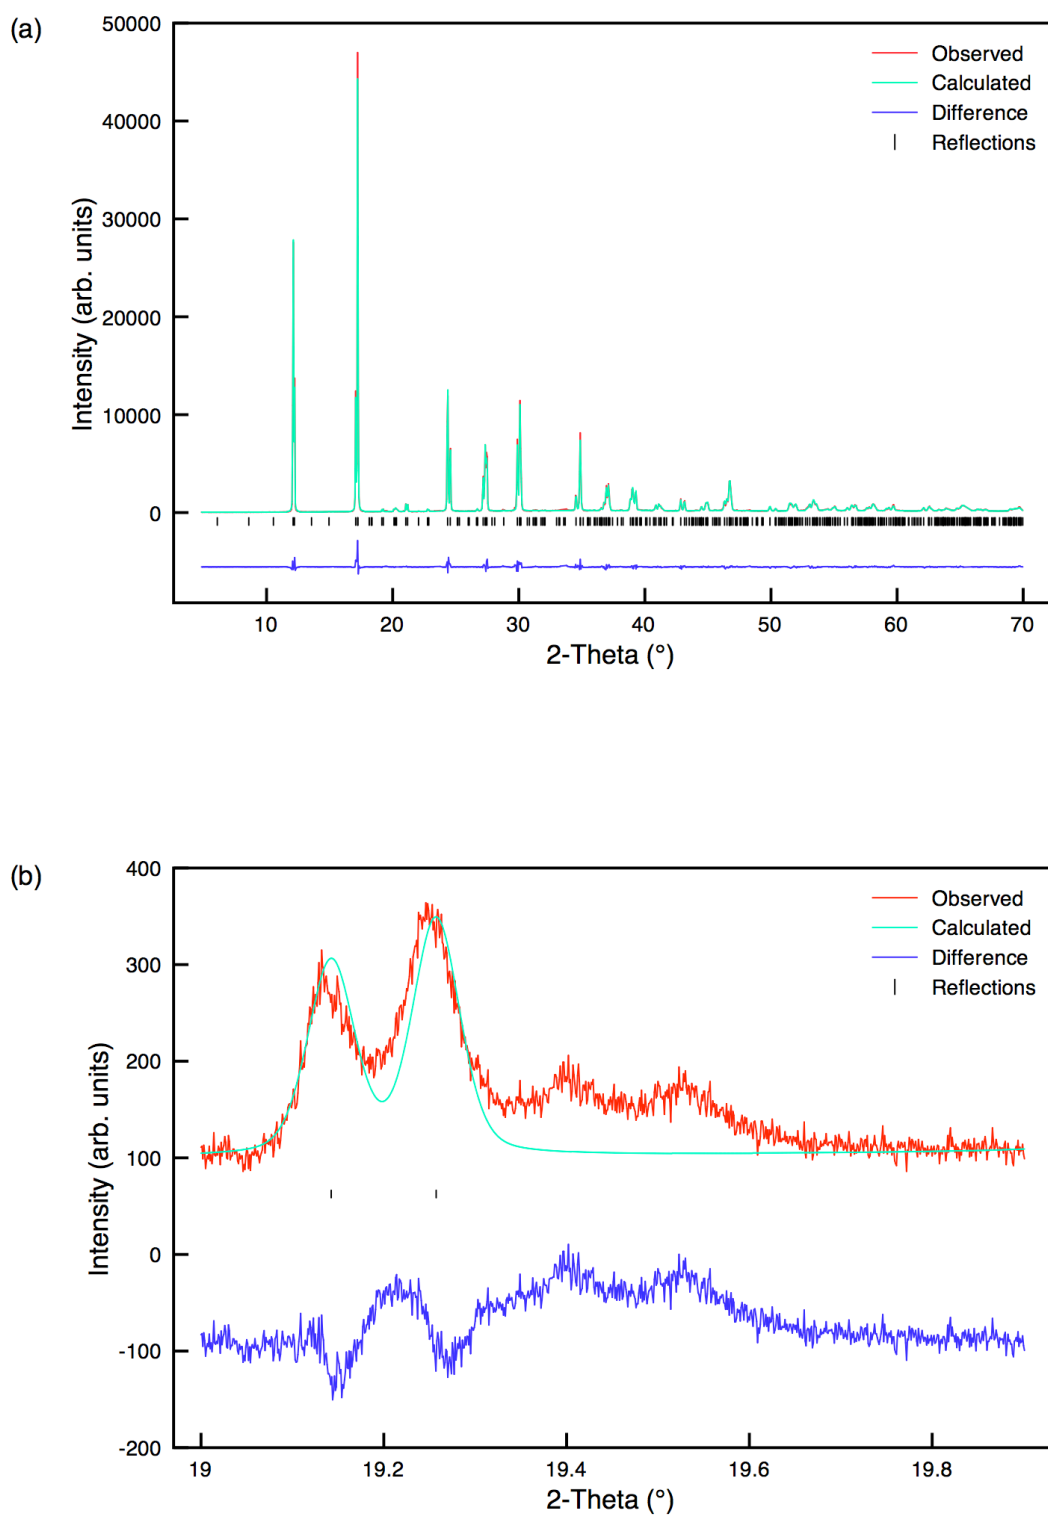 (a)
50000
40000
30000
20000
10000
0
Intensity (arb. units)
Observed
Calculated
Difference
Reflections
10 20 30 40 50 60 70
2-Theta (°)
(b)
400
300
200
100
0
-100
-200
Intensity (arb. units)
Observed
Calculated
Difference
Reflections
19 19.2 19.4 19.6 19.8
2-Theta (°)